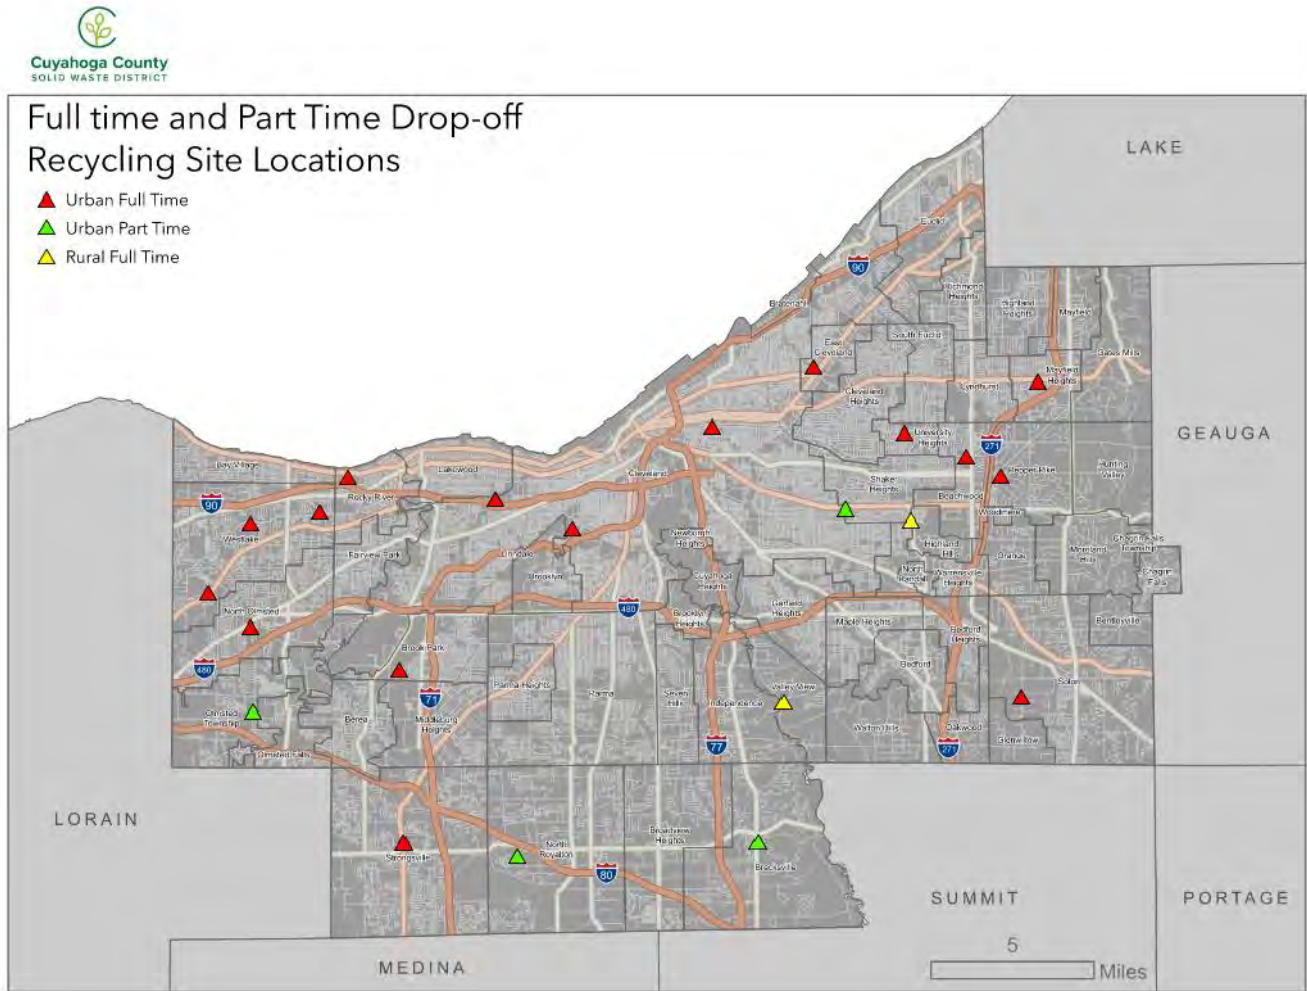 Cuyahoga County
SOLID WASTE DISTRICT
Full time and Part Time Drop-off
Recycling Site Locations
Urban Full Time
Urban Part Time
Rural Full Time
LAKE
Euclid
90
Richmond
Heights
Highland
Heights
Mayfield
Bratenahl
South Euclid
East
Cleveland
Gates Mills
Mayfield
Heights
Cleveland
Heights
Lyndhurst
GEAUGA
University
Heights
271
Bay Village
Lakewood
Cleveland
Shaker
Heights
Pepper Pike
Hunting
Valley
90
Rocky River
Beachwood
Woodmere
Westlake
Fairview Park
Linndale
Newburgh
Heights
Highland
Hills
Orange
Moreland
Hills
Chagrin Falls
Township
Brooklyn
Cuyahoga
Heights
North
Randall
Warrensville
Heights
Chagrin
Falls
North Olmsted
480
Brooklyn
Heights
Garfield
Heights
Maple Heights
Bedford
Heights
Bentleyville
480
Brook Park
Bedford
Solon
71
Parma Heights
Parma
Seven
Hills
Independence
Valley View
Olmsted
Township
Berea
Middleburg
Heights
Walton Hills
Oakwood
Glenwillow
Olmsted Falls
77
271
LORAIN
Strongsville
North
Royalton
Broadview
Heights
Brecksville
80
SUMMIT
PORTAGE
MEDINA
5
Miles